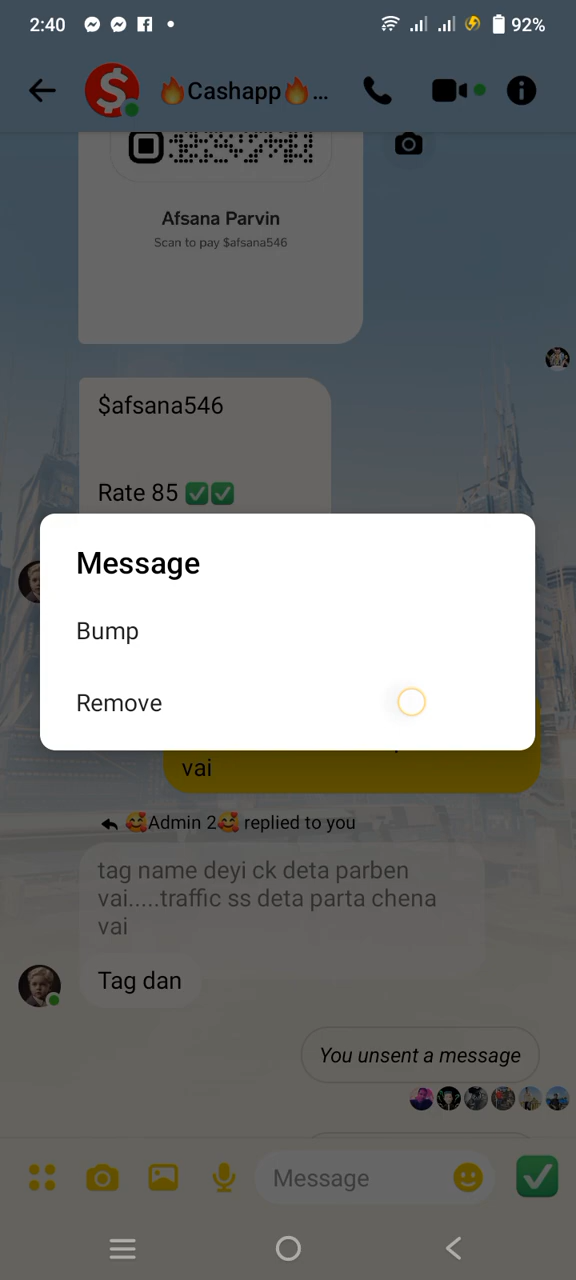 2:40
92%
🔥Cashapp🔥...
Afsana Parvin
Scan to pay $afsana546
$afsana546
Rate 85 ✅✅
Message
Bump
Remove
vai
🥰Admin 2🥰 replied to you
tag name deyi ck deta parben
vai.....traffic ss deta parta chena
vai
Tag dan
You unsent a message
Message